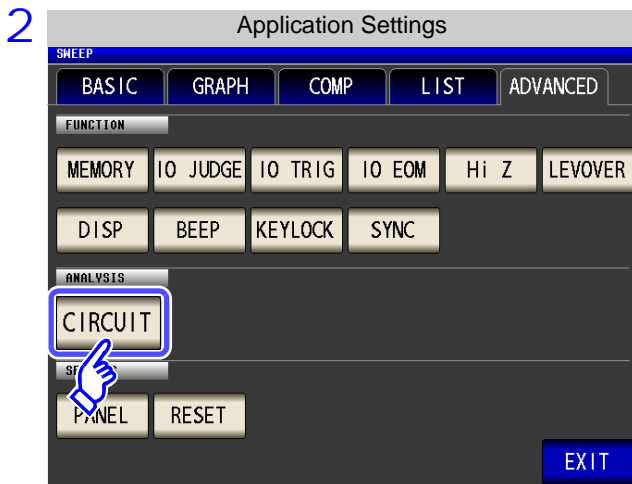 2
Application Settings
SWEEP
BASIC GRAPH COMP LIST ADVANCED
FUNCTION
MEMORY IO JUDGE IO TRIG IO EOM Hi Z LEVOVER
DISP BEEP KEYLOCK SYNC
ANALYSIS
CIRCUIT
PANEL RESET
EXIT